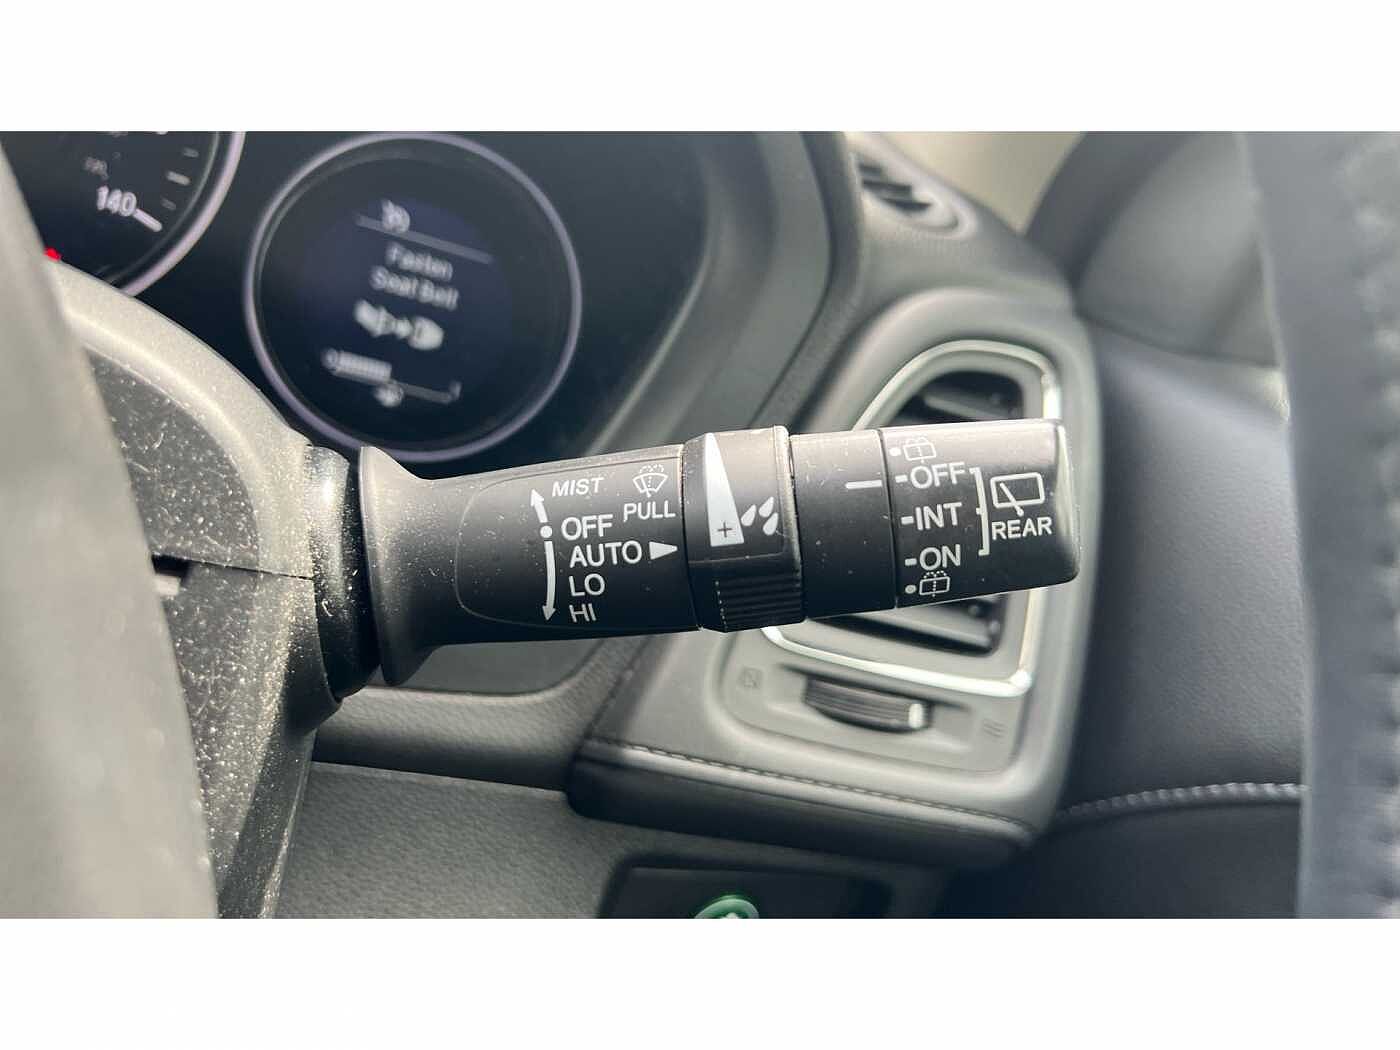 140
Fasten
Seat Belt
MIST
OFF
AUTO
LO
HI
PULL
+
OFF
INT
ON
REAR